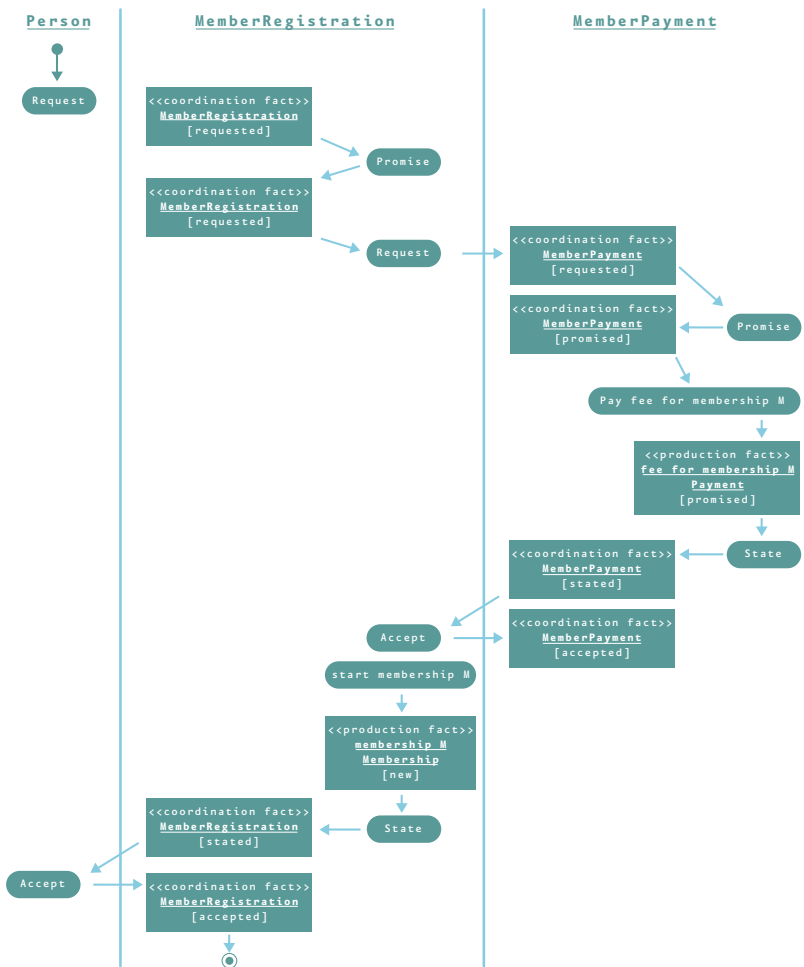 Person
MemberRegistration
MemberPayment
Request
<<coordination fact>>
MemberRegistration
[requested]
Promise
<<coordination fact>>
MemberRegistration
[requested]
Request
<<coordination fact>>
MemberPayment
[requested]
<<coordination fact>>
MemberPayment
[promised]
Promise
Pay fee for membership M
<<production fact>>
fee for membership M
Payment
[promised]
State
<<coordination fact>>
MemberPayment
[stated]
Accept
<<coordination fact>>
MemberPayment
[accepted]
start membership M
<<production fact>>
membership M
Membership
[new]
State
<<coordination fact>>
MemberRegistration
[stated]
Accept
<<coordination fact>>
MemberRegistration
[accepted]